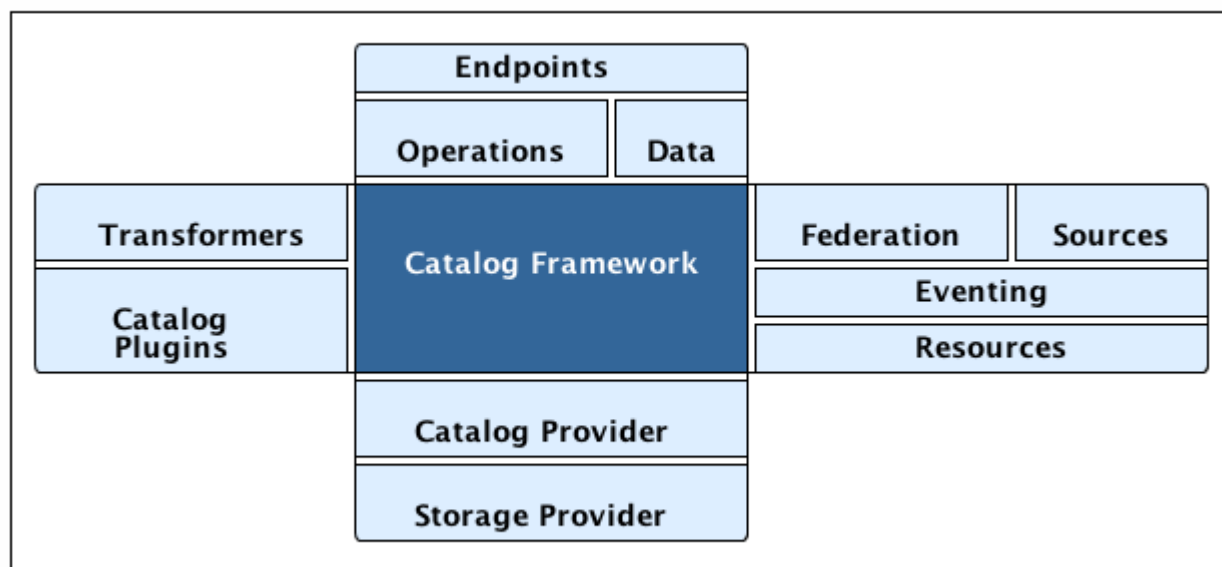 Endpoints
Operations
Data
Transformers
Catalog Framework
Federation
Sources
Eventing
Catalog
Plugins
Resources
Catalog Provider
Storage Provider